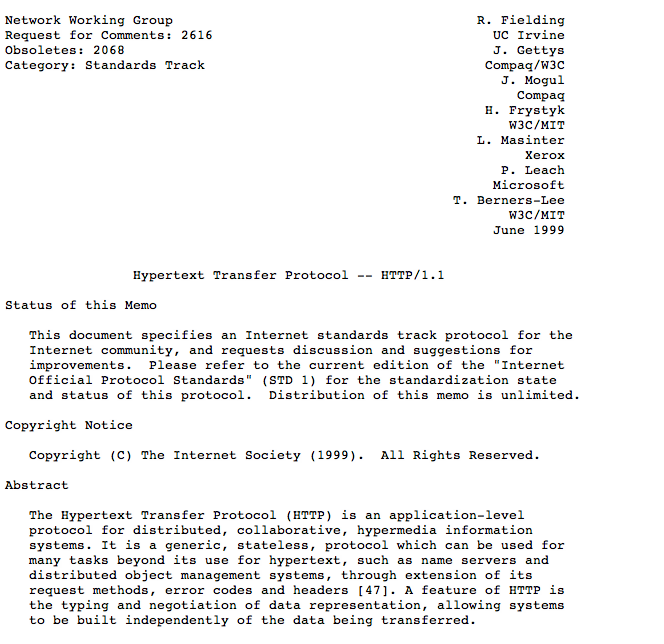 Network Working Group                                      R. Fielding
Request for Comments: 2616                                   UC Irvine
Obsoletes: 2068                                              J. Gettys
Category: Standards Track                                   Compaq/W3C
                                                              J. Mogul
                                                                Compaq
                                                            H. Frystyk
                                                               W3C/MIT
                                                           L. Masinter
                                                                 Xerox
                                                              P. Leach
                                                             Microsoft
                                                        T. Berners-Lee
                                                               W3C/MIT
                                                             June 1999

                Hypertext Transfer Protocol -- HTTP/1.1

Status of this Memo

   This document specifies an Internet standards track protocol for the
   Internet community, and requests discussion and suggestions for
   improvements.  Please refer to the current edition of the "Internet
   Official Protocol Standards" (STD 1) for the standardization state
   and status of this protocol.  Distribution of this memo is unlimited.

Copyright Notice

   Copyright (C) The Internet Society (1999).  All Rights Reserved.

Abstract

   The Hypertext Transfer Protocol (HTTP) is an application-level
   protocol for distributed, collaborative, hypermedia information
   systems. It is a generic, stateless, protocol which can be used for
   many tasks beyond its use for hypertext, such as name servers and
   distributed object management systems, through extension of its
   request methods, error codes and headers [47]. A feature of HTTP is
   the typing and negotiation of data representation, allowing systems
   to be built independently of the data being transferred.